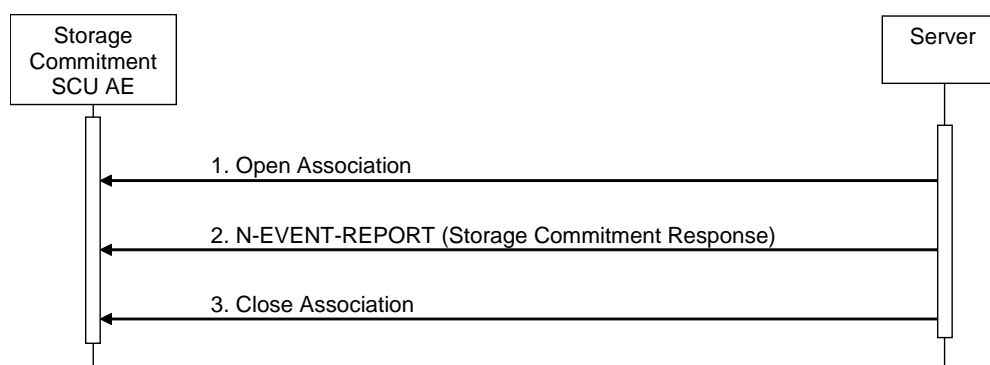 Storage
Commitment
SCU AE
Server
1. Open Association
2. N-EVENT-REPORT (Storage Commitment Response)
3. Close Association